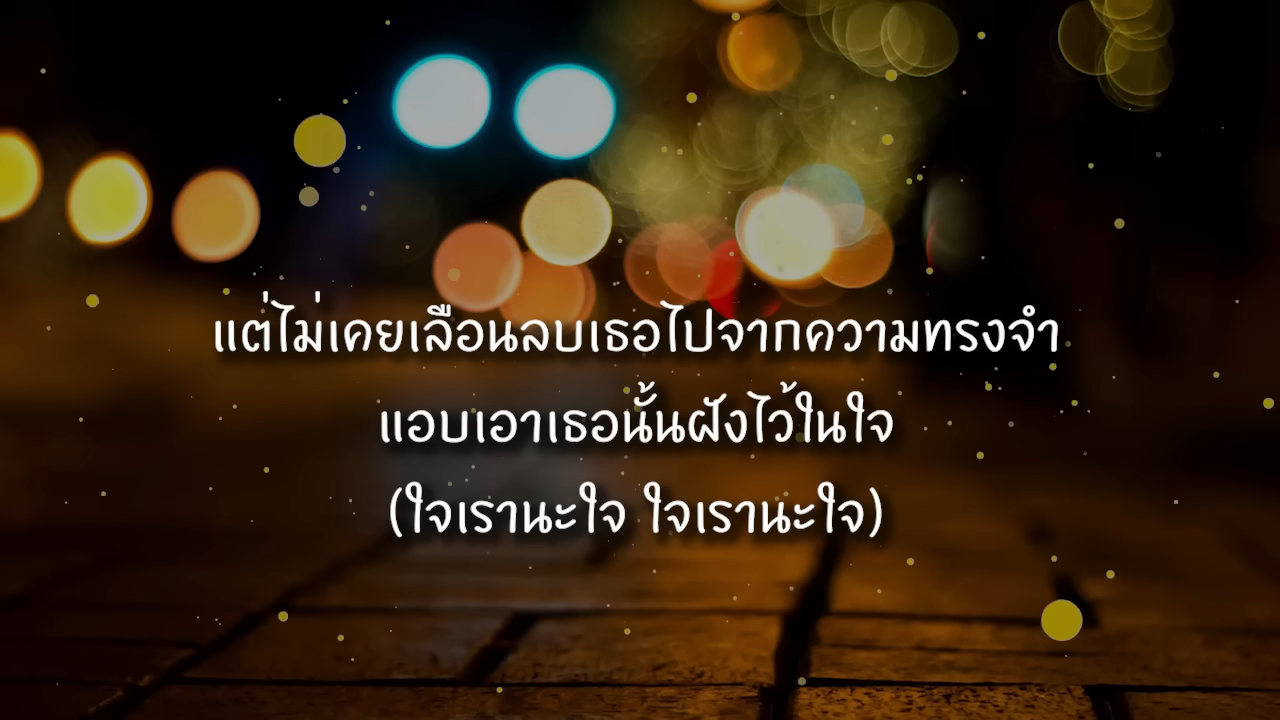 แต่ไม่เคยเลือนลบเธอไปจากความทรงจำ
แอบเอาเธอนั้นฝังไว้ในใจ
(ใจเรานะใจ ใจเรานะใจ)